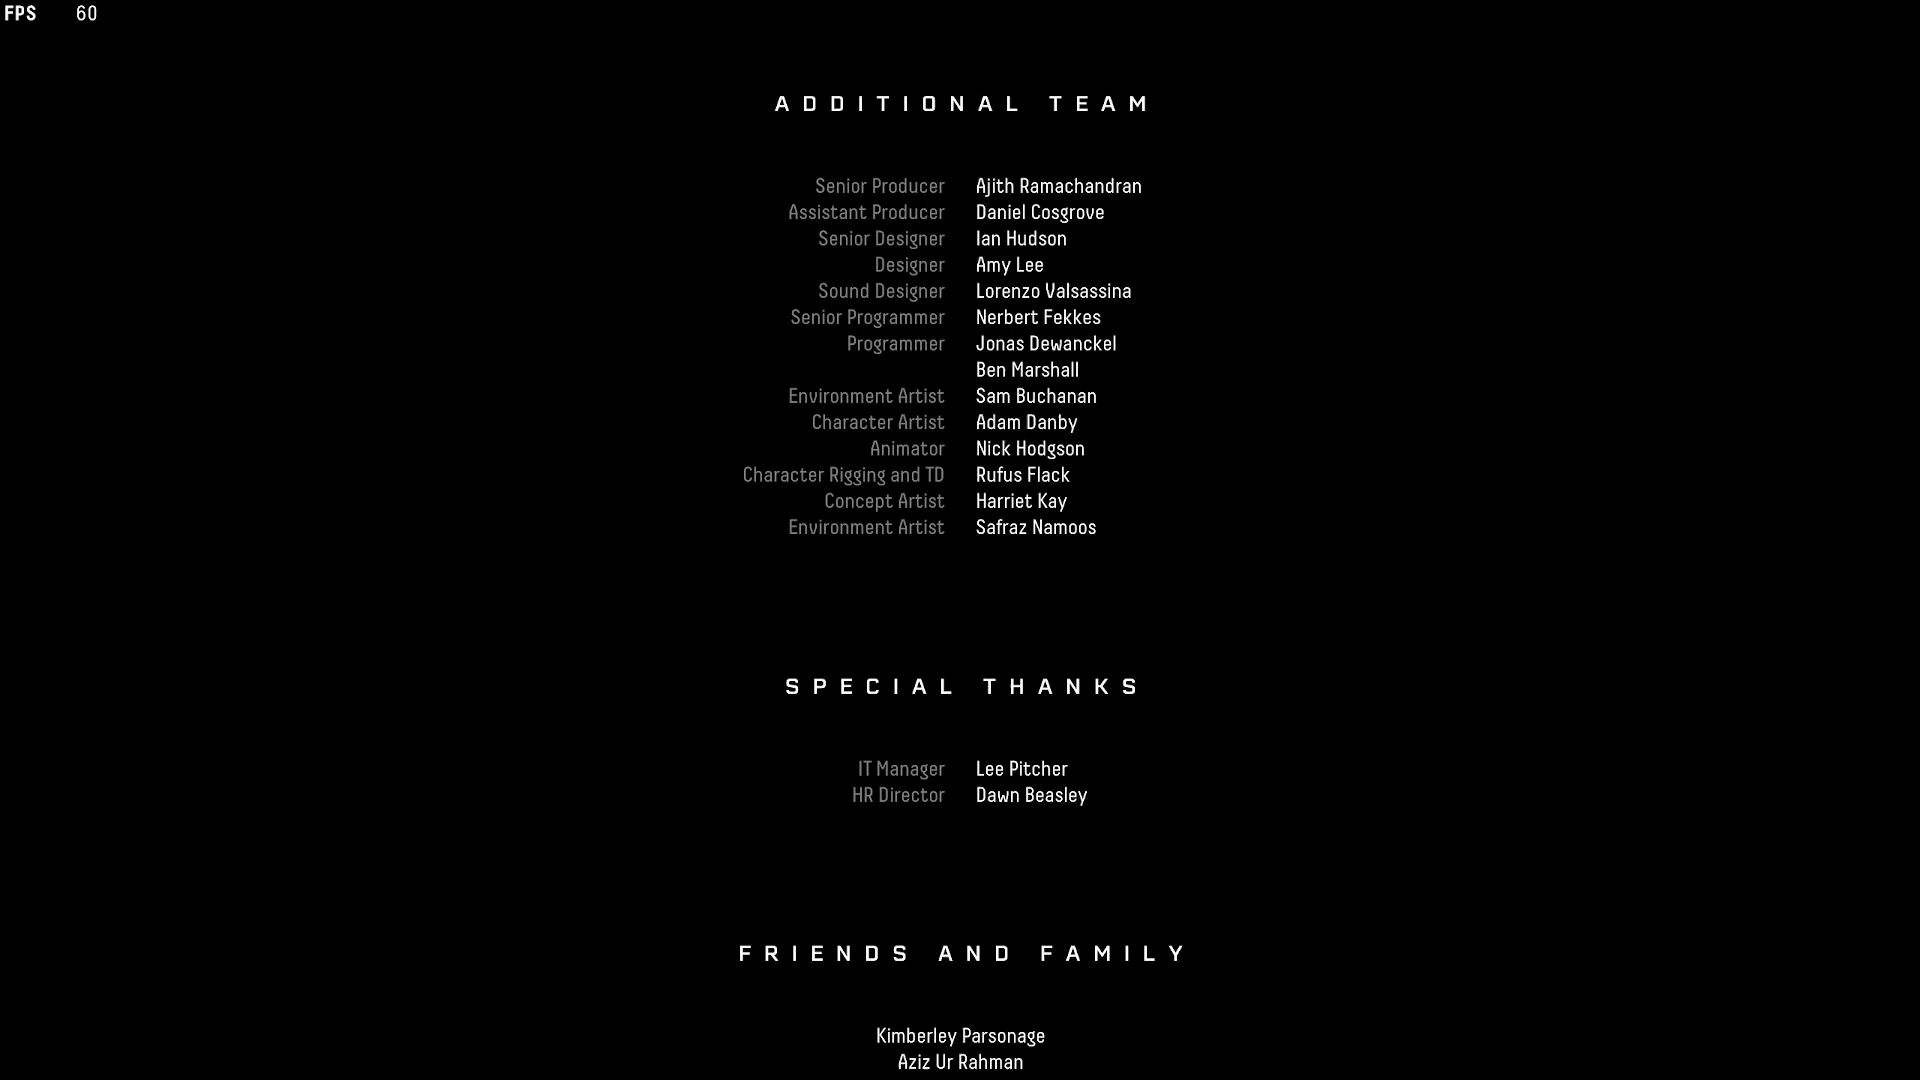 FPS 60
ADDITIONAL TEAM
Senior Producer Ajith Ramachandran
Assistant Producer Daniel Cosgrove
Senior Designer Ian Hudson
Designer Amy Lee
Sound Designer Lorenzo Valsassina
Senior Programmer Nerbert Fekkes
Programmer Jonas Dewanckel
Ben Marshall
Environment Artist Sam Buchanan
Character Artist Adam Danby
Animator Nick Hodgson
Character Rigging and TD Rufus Flack
Concept Artist Harriet Kay
Environment Artist Safraz Namoos
SPECIAL THANKS
IT Manager Lee Pitcher
HR Director Dawn Beasley
FRIENDS AND FAMILY
Kimberley Parsonage
Aziz Ur Rahman